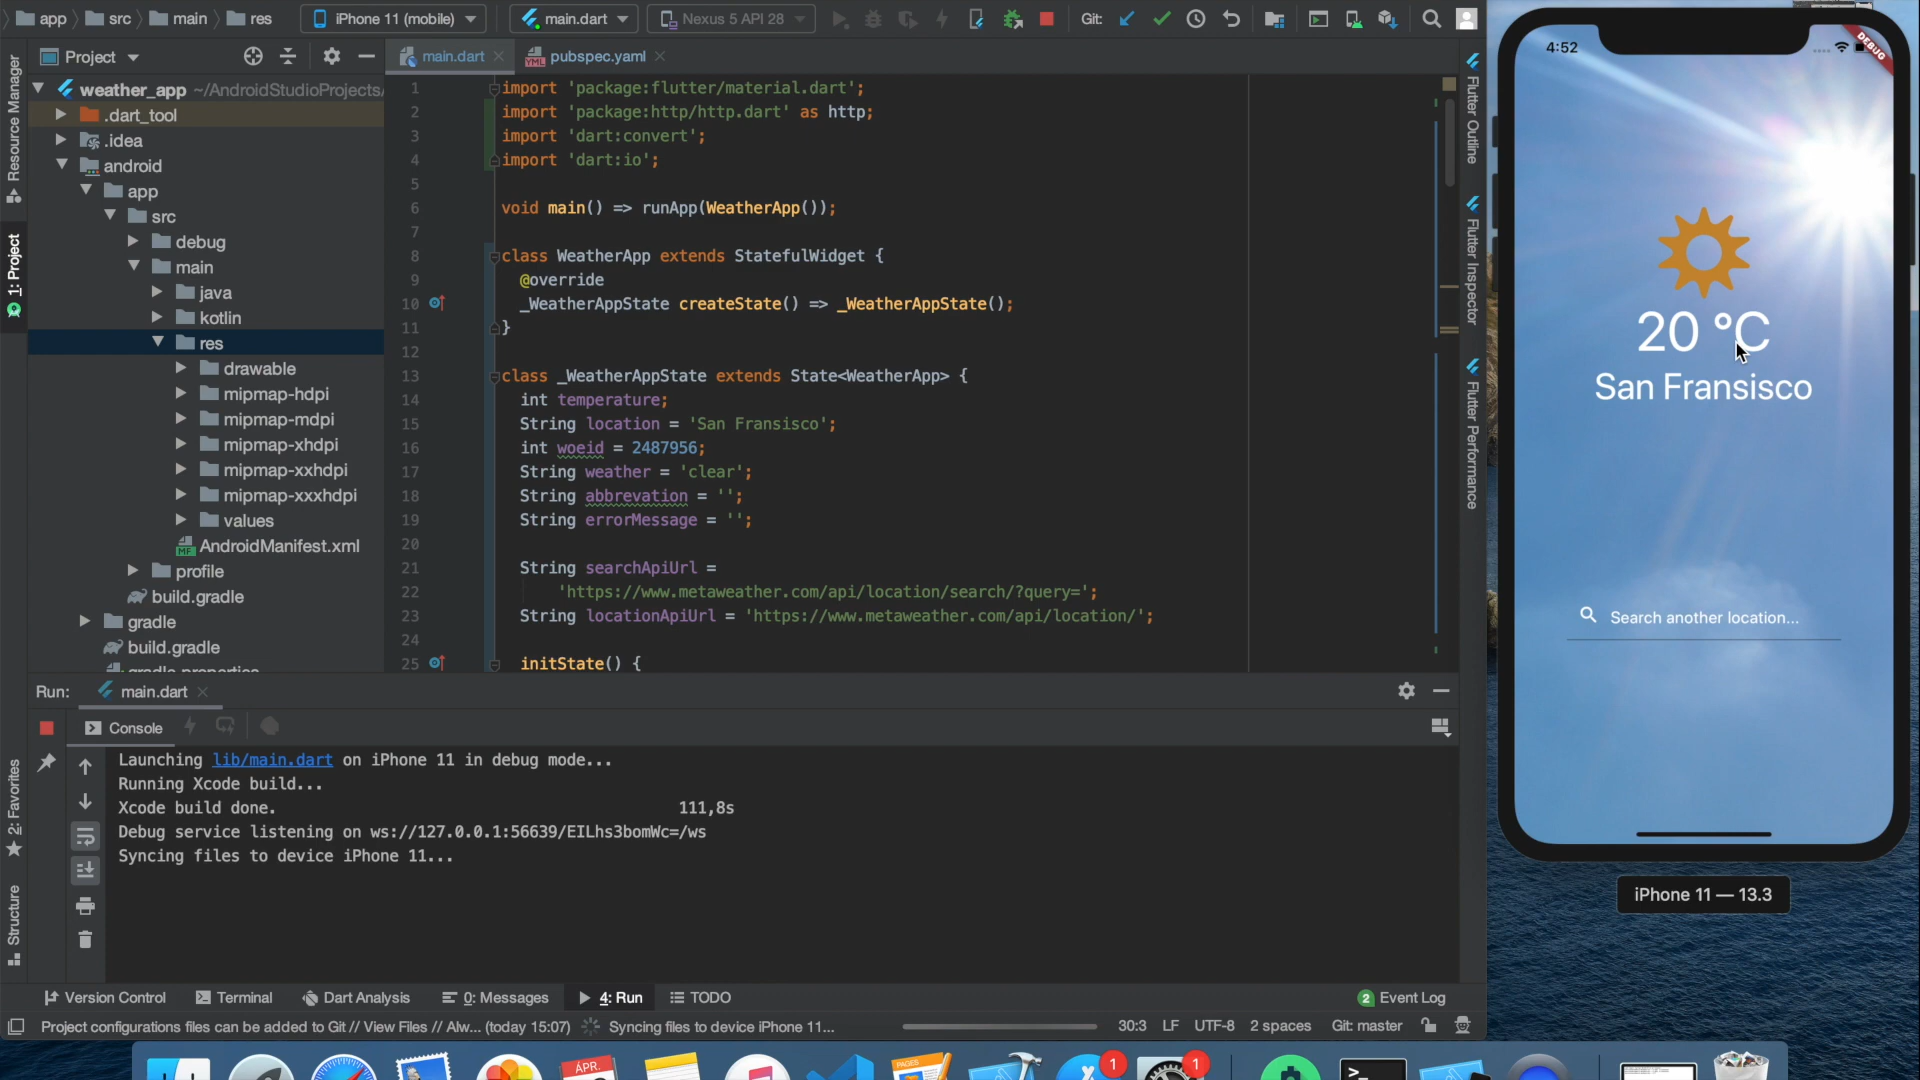 app
src
main
res
iPhone 11 (mobile)
main.dart
Nexus 5 API 28
Git:
Project
main.dart
pubspec.yaml
Resource Manager
1: Project
2: Favorites
Structure
weather_app ~/AndroidStudioProjects/
.dart_tool
.idea
android
app
src
debug
main
java
kotlin
res
drawable
mipmap-hdpi
mipmap-mdpi
mipmap-xhdpi
mipmap-xxhdpi
mipmap-xxxhdpi
values
AndroidManifest.xml
profile
build.gradle
gradle
build.gradle
gradle.properties
1 import 'package:flutter/material.dart';
2 import 'package:http/http.dart' as http;
3 import 'dart:convert';
4 import 'dart:io';
5
6 void main() => runApp(WeatherApp());
7
8 class WeatherApp extends StatefulWidget {
9 @override
10 _WeatherAppState createState() => _WeatherAppState();
11 }
12
13 class _WeatherAppState extends State<WeatherApp> {
14 int temperature;
15 String location = 'San Fransisco';
16 int woeid = 2487956;
17 String weather = 'clear';
18 String abbrevation = '';
19 String errorMessage = '';
20
21 String searchApiUrl =
22 'https://www.metaweather.com/api/location/search/?query=';
23 String locationApiUrl = 'https://www.metaweather.com/api/location/';
24
25 initState() {
Flutter Outline
Flutter Inspector
Flutter Performance
Run:
main.dart
Console
Launching lib/main.dart on iPhone 11 in debug mode...
Running Xcode build...
Xcode build done. 111,8s
Debug service listening on ws://127.0.0.1:56639/EILhs3bomWc=/ws
Syncing files to device iPhone 11...
Version Control
Terminal
Dart Analysis
0: Messages
4: Run
TODO
2 Event Log
Project configurations files can be added to Git // View Files // Alw... (today 15:07)
Syncing files to device iPhone 11...
30:3
LF
UTF-8
2 spaces
Git: master
4:52
DEBUG
20 °C
San Fransisco
Search another location...
iPhone 11 — 13.3
APR.
1
1